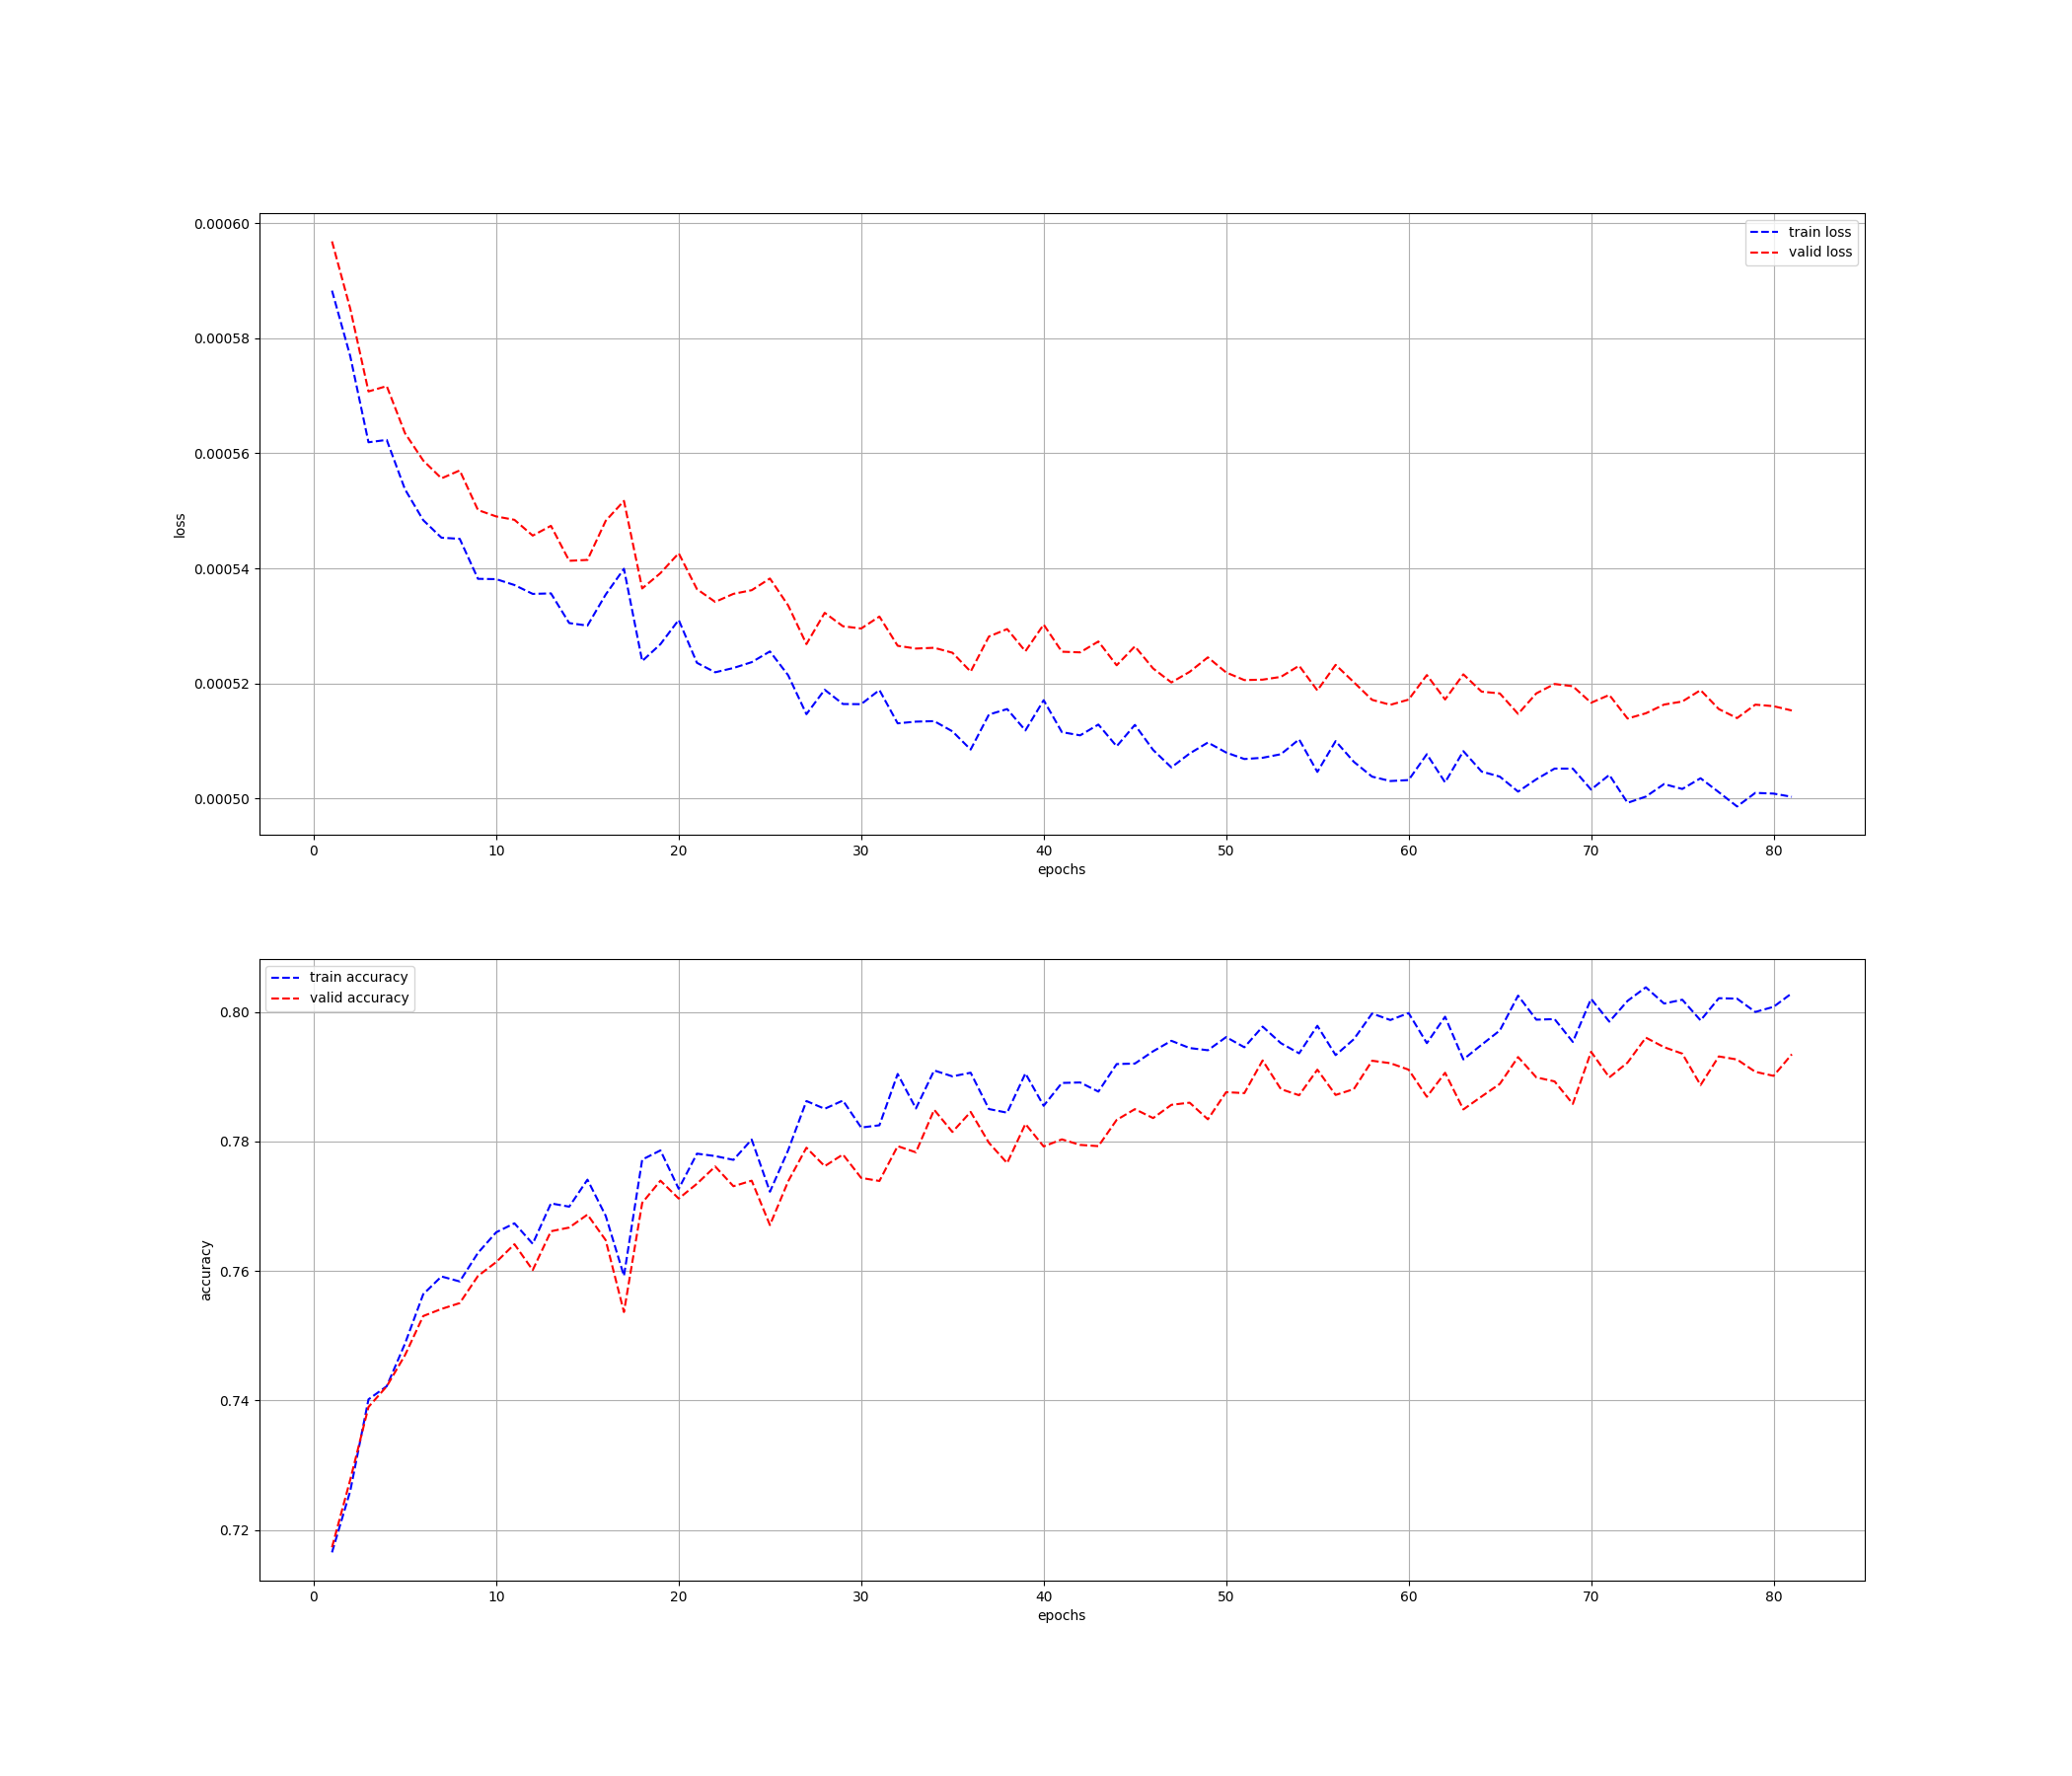 0.00060
train loss
valid loss
0.00058
0.00056
loss
0.00054
0.00052
0.00050
0 10 20 30 40 50 60 70 80
epochs
train accuracy
valid accuracy
0.80
0.78
accuracy
0.76
0.74
0.72
0 10 20 30 40 50 60 70 80
epochs